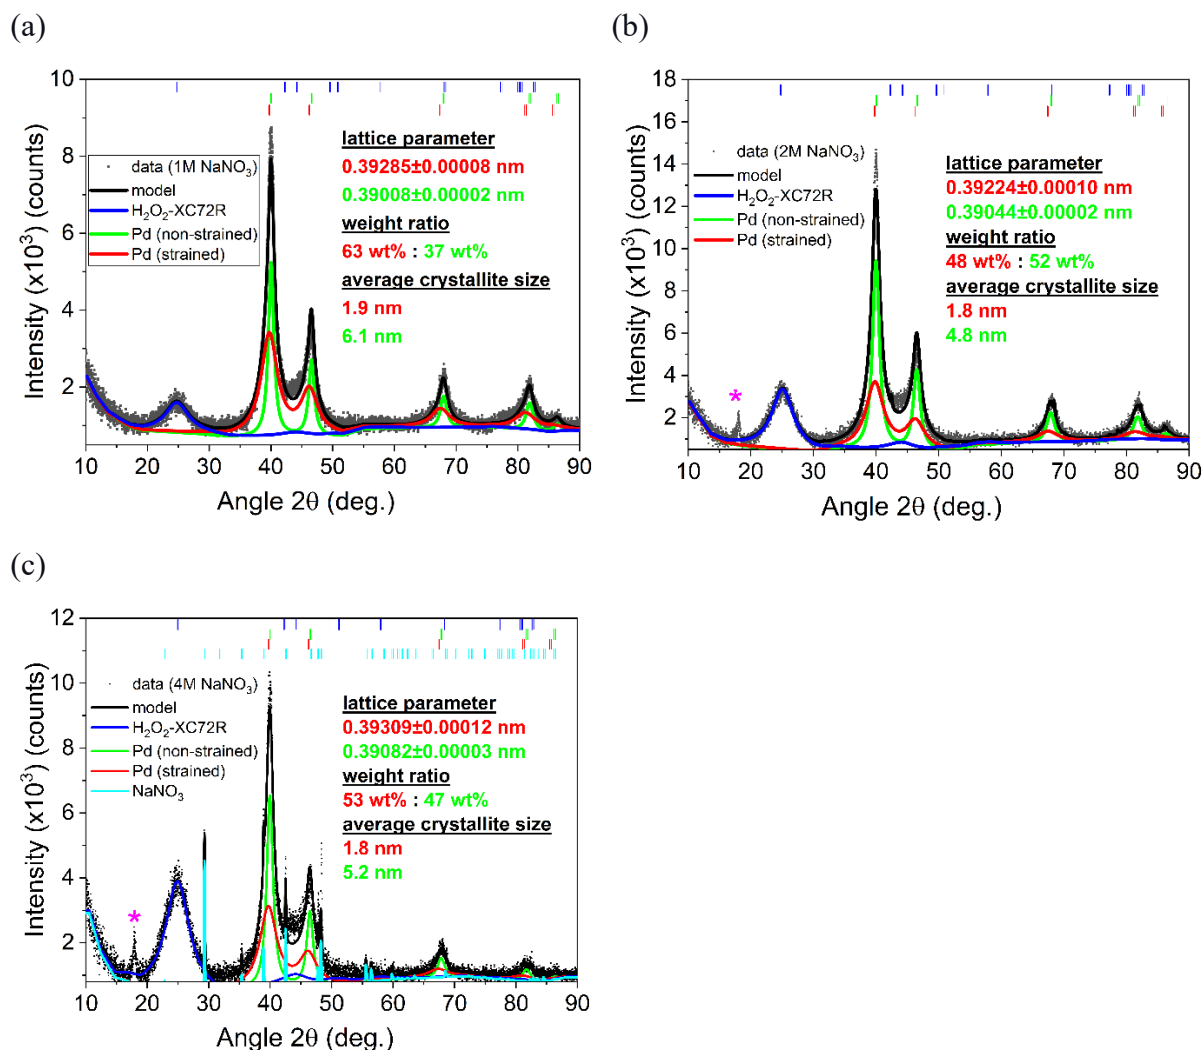 (a)
10
8
6
4
2
Intensity (x10³) (counts)
data (1M NaNO₃)
model
H₂O₂-XC72R
Pd (non-strained)
Pd (strained)
lattice parameter
0.39285±0.00008 nm
0.39008±0.00002 nm
weight ratio
63 wt% : 37 wt%
average crystallite size
1.9 nm
6.1 nm
10 20 30 40 50 60 70 80 90
Angle 2θ (deg.)
(b)
18
16
14
12
10
8
6
4
2
Intensity (x10³) (counts)
data (2M NaNO₃)
model
H₂O₂-XC72R
Pd (non-strained)
Pd (strained)
lattice parameter
0.39224±0.00010 nm
0.39044±0.00002 nm
weight ratio
48 wt% : 52 wt%
average crystallite size
1.8 nm
4.8 nm
*
10 20 30 40 50 60 70 80 90
Angle 2θ (deg.)
(c)
12
10
8
6
4
2
Intensity (x10³) (counts)
data (4M NaNO₃)
model
H₂O₂-XC72R
Pd (non-strained)
Pd (strained)
NaNO₃
lattice parameter
0.39309±0.00012 nm
0.39082±0.00003 nm
weight ratio
53 wt% : 47 wt%
average crystallite size
1.8 nm
5.2 nm
*
10 20 30 40 50 60 70 80 90
Angle 2θ (deg.)